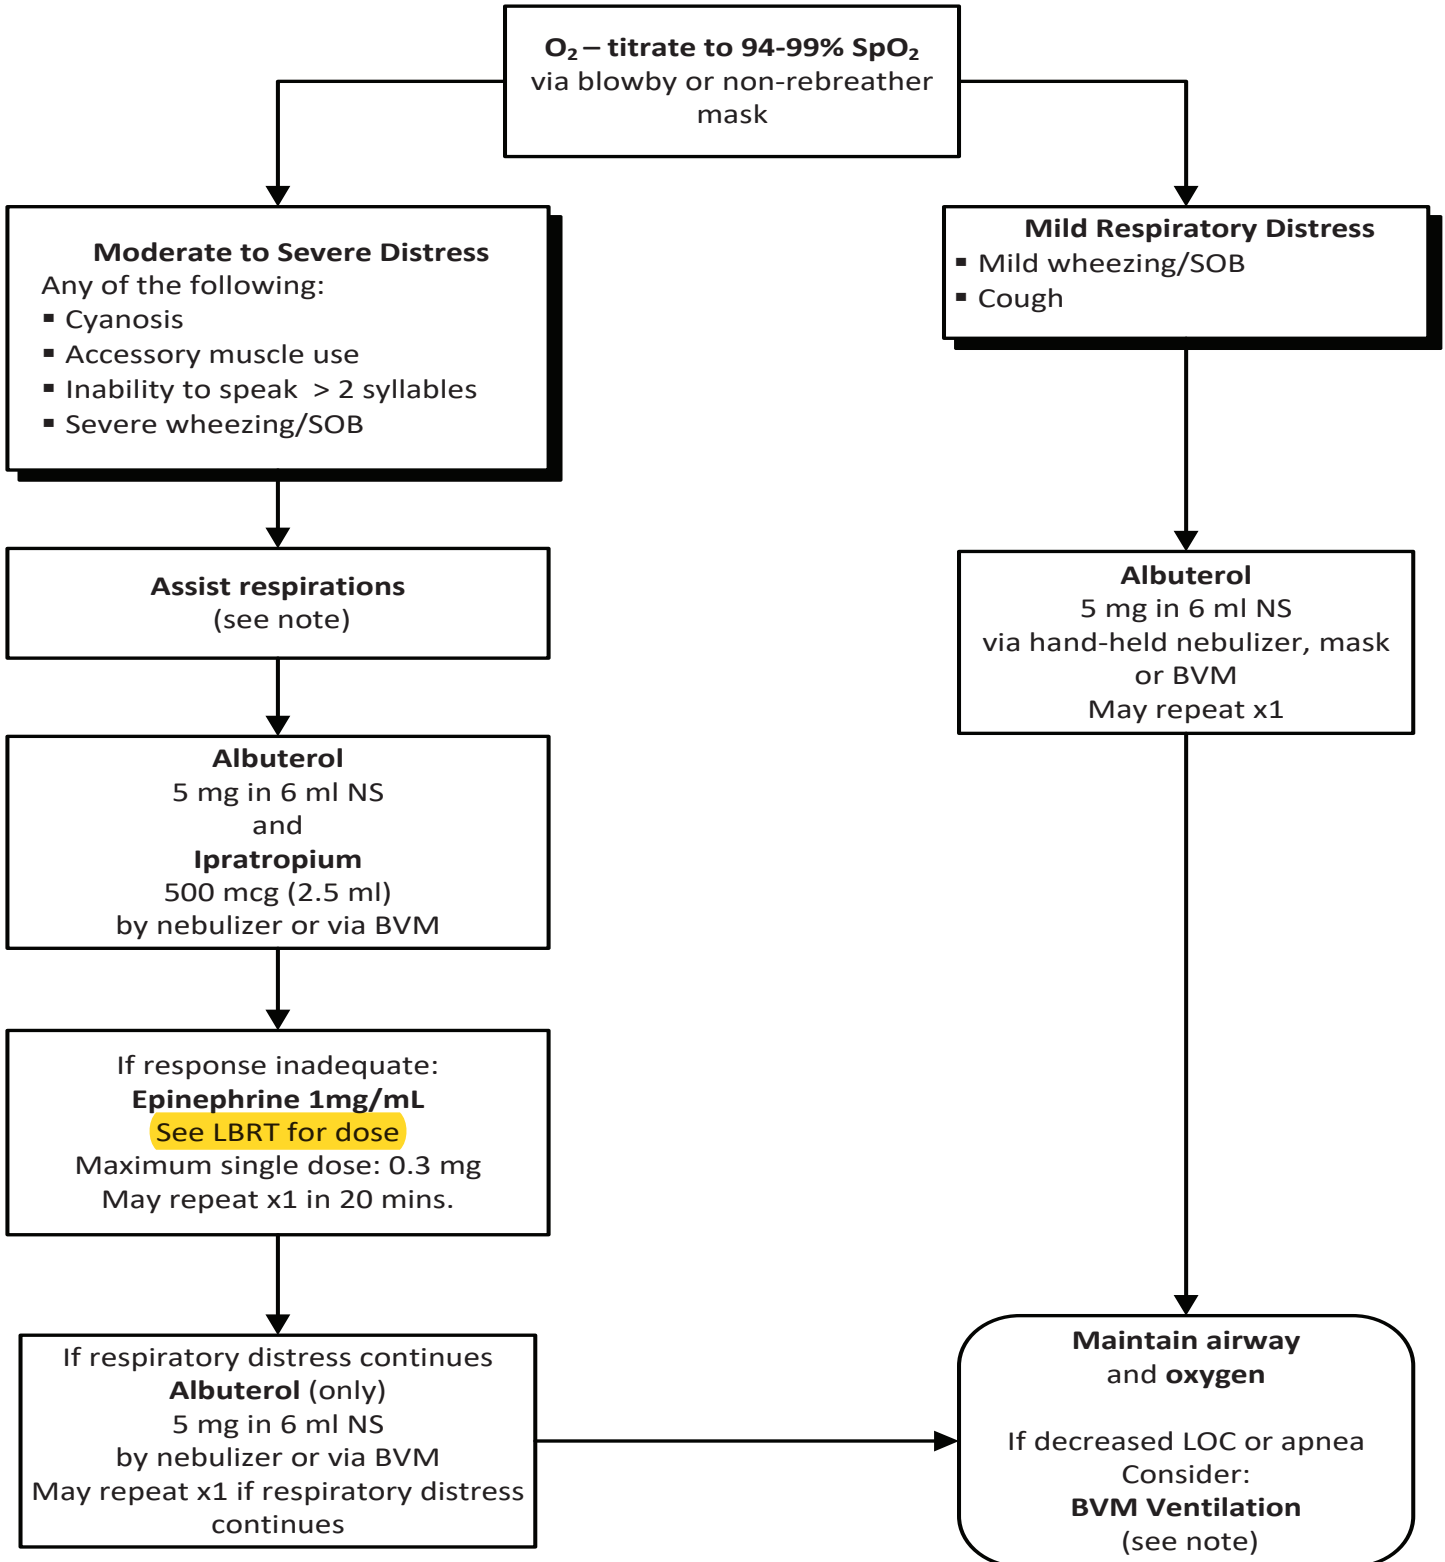 O₂ – titrate to 94-99% SpO₂
via blowby or non-rebreather
mask
Moderate to Severe Distress
Any of the following:
▪ Cyanosis
▪ Accessory muscle use
▪ Inability to speak > 2 syllables
▪ Severe wheezing/SOB
Assist respirations
(see note)
Albuterol
5 mg in 6 ml NS
and
Ipratropium
500 mcg (2.5 ml)
by nebulizer or via BVM
If response inadequate:
Epinephrine 1mg/mL
See LBRT for dose
Maximum single dose: 0.3 mg
May repeat x1 in 20 mins.
If respiratory distress continues
Albuterol (only)
5 mg in 6 ml NS
by nebulizer or via BVM
May repeat x1 if respiratory distress
continues
Mild Respiratory Distress
▪ Mild wheezing/SOB
▪ Cough
Albuterol
5 mg in 6 ml NS
via hand-held nebulizer, mask
or BVM
May repeat x1
Maintain airway
and oxygen
If decreased LOC or apnea
Consider:
BVM Ventilation
(see note)